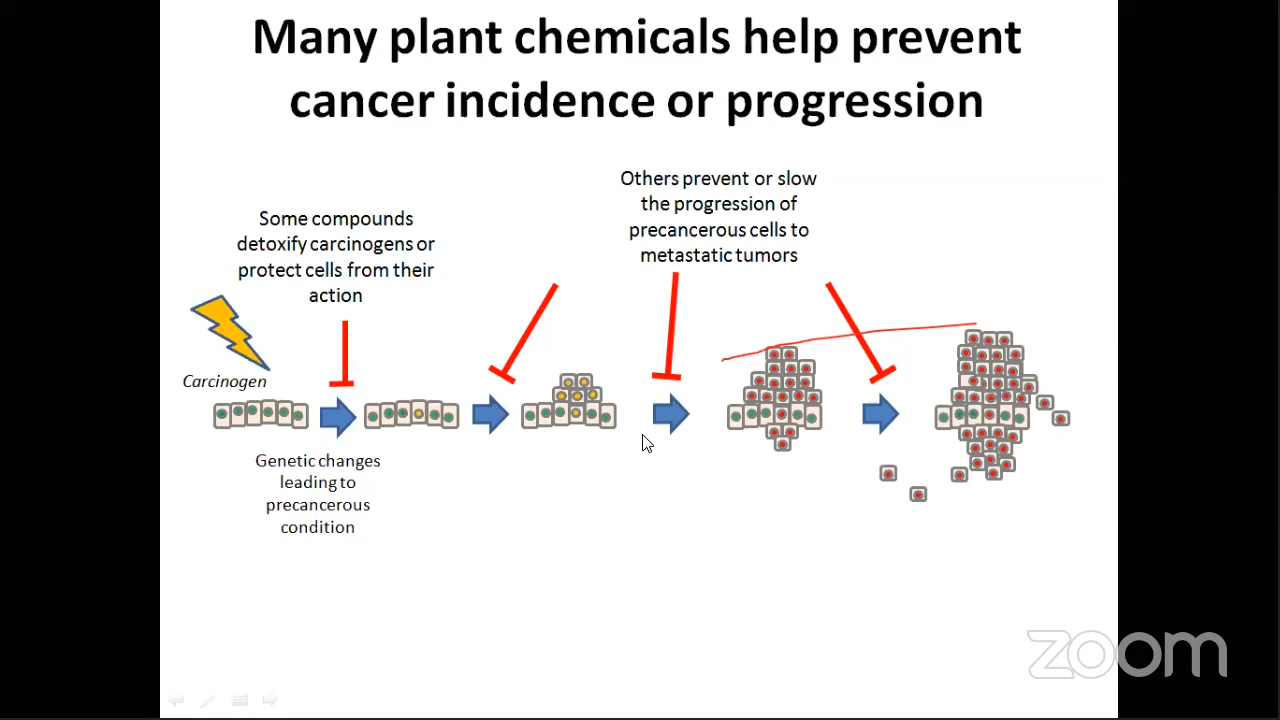 Many plant chemicals help prevent
cancer incidence or progression
Others prevent or slow
the progression of
precancerous cells to
metastatic tumors
Some compounds
detoxify carcinogens or
protect cells from their
action
Carcinogen
Genetic changes
leading to
precancerous
condition
zoom